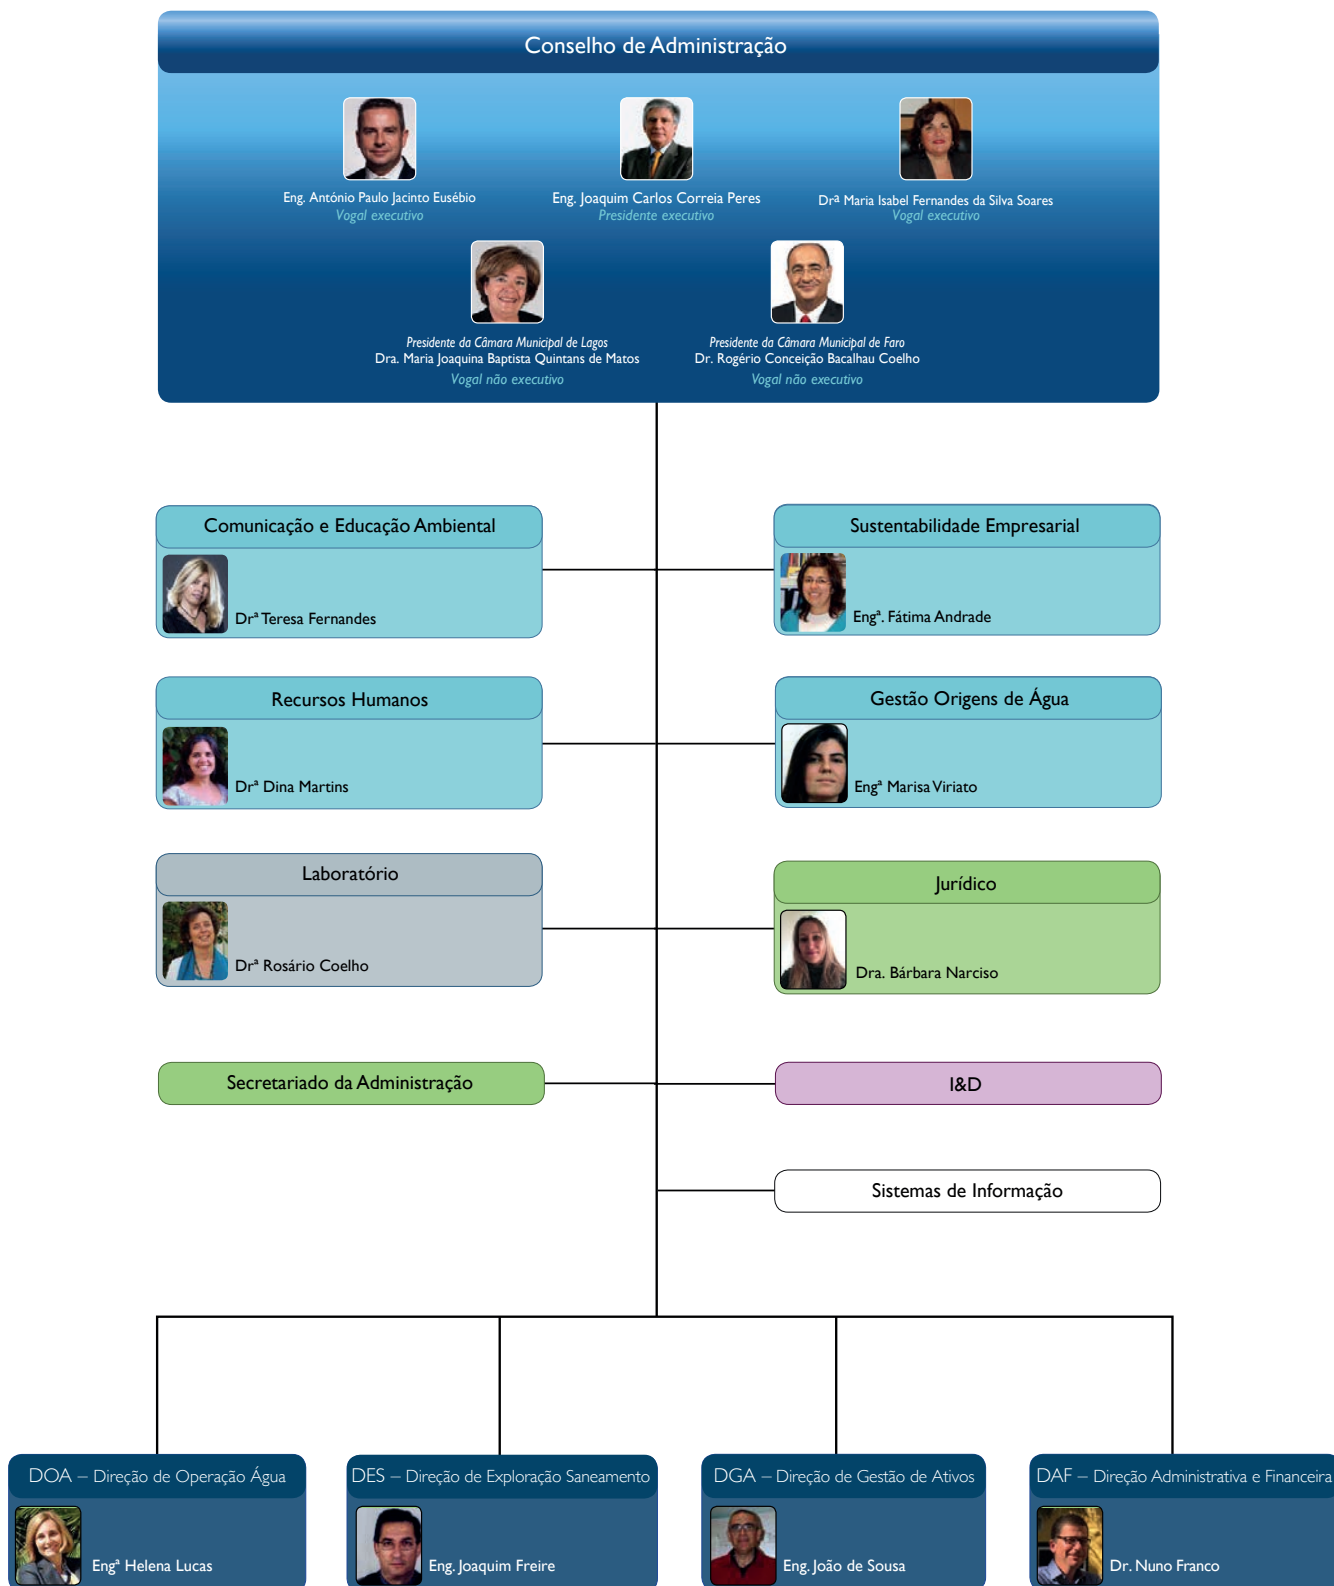 Conselho de Administração
Eng. António Paulo Jacinto Eusébio
Vogal executivo
Eng. Joaquim Carlos Correia Peres
Presidente executivo
Drª Maria Isabel Fernandes da Silva Soares
Vogal executivo
Presidente da Câmara Municipal de Lagos
Dra. Maria Joaquina Baptista Quintans de Matos
Vogal não executivo
Presidente da Câmara Municipal de Faro
Dr. Rogério Conceição Bacalhau Coelho
Vogal não executivo
Comunicação e Educação Ambiental
Drª Teresa Fernandes
Sustentabilidade Empresarial
Engª. Fátima Andrade
Recursos Humanos
Drª Dina Martins
Gestão Origens de Água
Engª Marisa Viriato
Laboratório
Drª Rosário Coelho
Jurídico
Dra. Bárbara Narciso
Secretariado da Administração
I&D
Sistemas de Informação
DOA – Direção de Operação Água
Engª Helena Lucas
DES – Direção de Exploração Saneamento
Eng. Joaquim Freire
DGA – Direção de Gestão de Ativos
Eng. João de Sousa
DAF – Direção Administrativa e Financeira
Dr. Nuno Franco